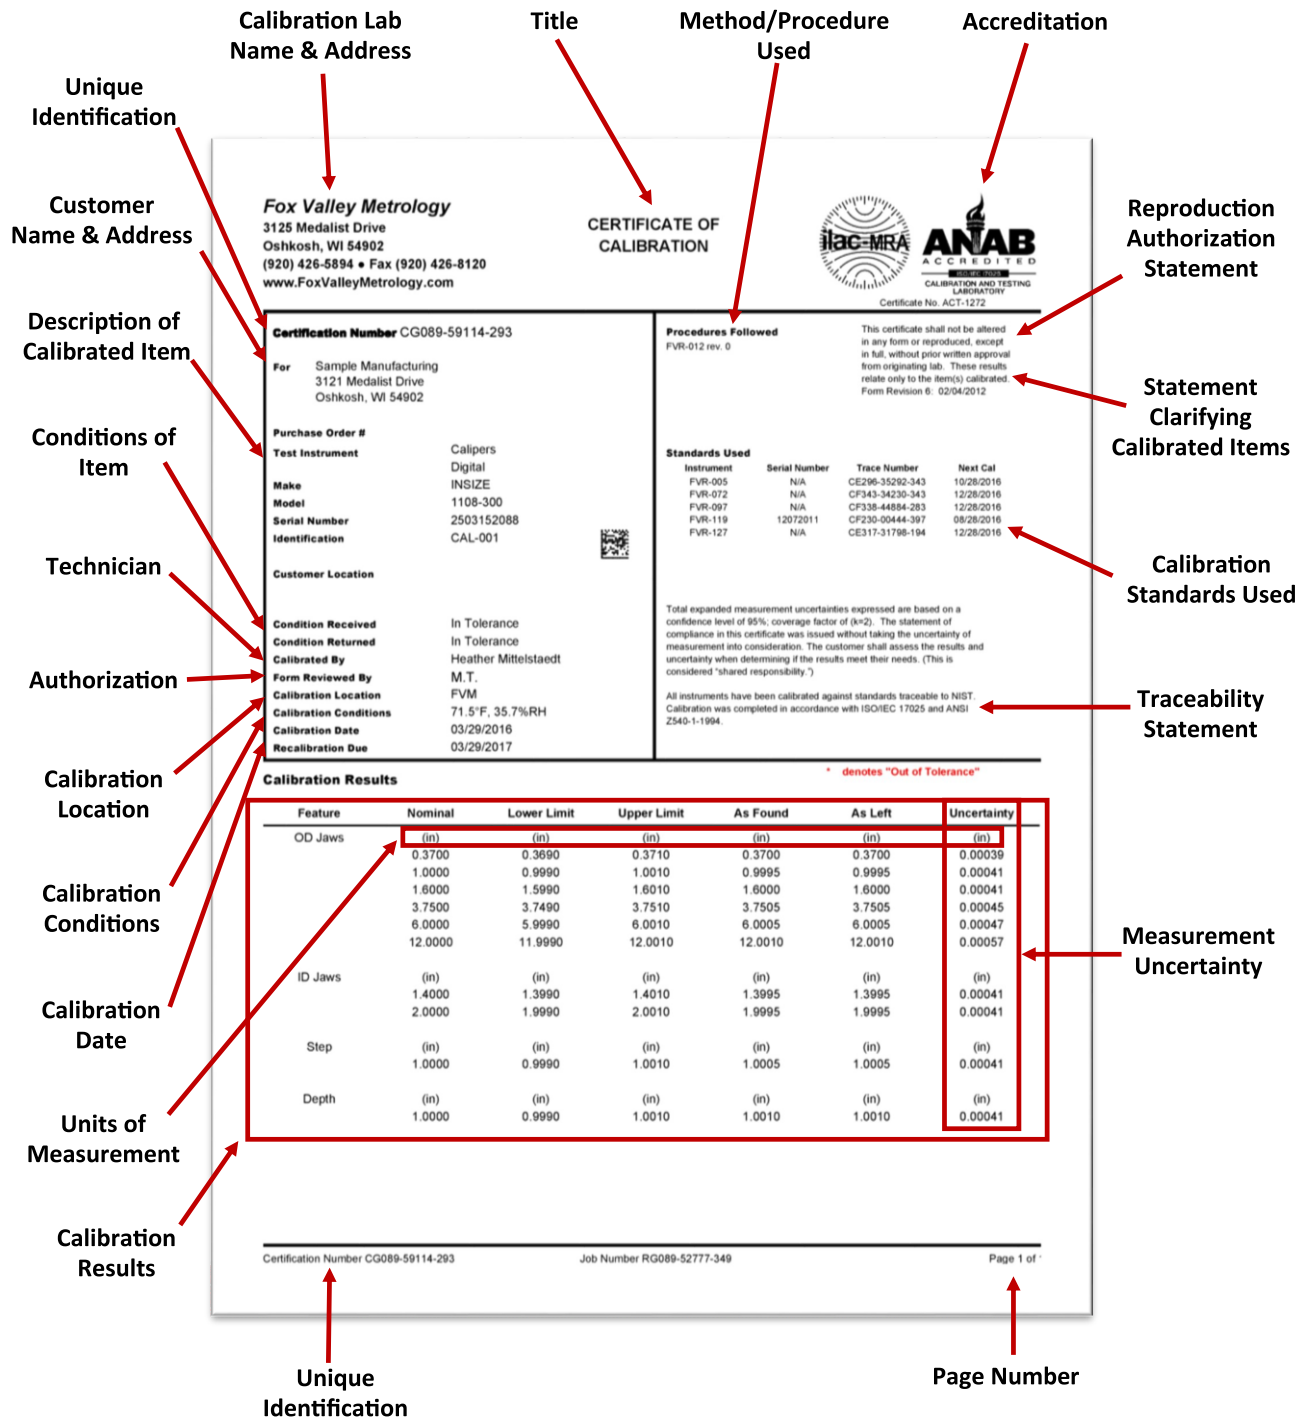 Calibration Lab
Name & Address
Title
Method/Procedure
Used
Accreditation
Unique
Identification
Customer
Name & Address
Description of
Calibrated Item
Conditions of
Item
Technician
Authorization
Calibration
Location
Calibration
Conditions
Calibration
Date
Units of
Measurement
Calibration
Results
Fox Valley Metrology
3125 Medalist Drive
Oshkosh, WI 54902
(920) 426-5894 ● Fax (920) 426-8120
www.FoxValleyMetrology.com
CERTIFICATE OF
CALIBRATION
ilac-MRA
ANAB
ACCREDITED
ISO/IEC 17025
CALIBRATION AND TESTING
LABORATORY
Certificate No. ACT-1272
Certification Number CG089-59114-293
For Sample Manufacturing
3121 Medalist Drive
Oshkosh, WI 54902
Purchase Order #
Test Instrument Calipers
Digital
Make INSIZE
Model 1108-300
Serial Number 2503152088
Identification CAL-001
Customer Location
Condition Received In Tolerance
Condition Returned In Tolerance
Calibrated By Heather Mittelstaedt
Form Reviewed By M.T.
Calibration Location FVM
Calibration Conditions 71.5°F, 35.7%RH
Calibration Date 03/29/2016
Recalibration Due 03/29/2017
Procedures Followed
FVR-012 rev. 0
This certificate shall not be altered
in any form or reproduced, except
in full, without prior written approval
from originating lab. These results
relate only to the item(s) calibrated.
Form Revision 6: 02/04/2012
Standards Used
Instrument Serial Number Trace Number Next Cal
FVR-005 N/A CE296-35292-343 10/28/2016
FVR-072 N/A CF343-34230-343 12/28/2016
FVR-097 N/A CF338-44884-283 12/28/2016
FVR-119 12072011 CF230-00444-397 08/28/2016
FVR-127 N/A CE317-31798-194 12/28/2016
Total expanded measurement uncertainties expressed are based on a
confidence level of 95%; coverage factor of (k=2). The statement of
compliance in this certificate was issued without taking the uncertainty of
measurement into consideration. The customer shall assess the results and
uncertainty when determining if the results meet their needs. (This is
considered "shared responsibility.")
All instruments have been calibrated against standards traceable to NIST.
Calibration was completed in accordance with ISO/IEC 17025 and ANSI
Z540-1-1994.
Calibration Results
* denotes "Out of Tolerance"
Feature Nominal Lower Limit Upper Limit As Found As Left Uncertainty
OD Jaws (in) (in) (in) (in) (in) (in)
0.3700 0.3690 0.3710 0.3700 0.3700 0.00039
1.0000 0.9990 1.0010 0.9995 0.9995 0.00041
1.6000 1.5990 1.6010 1.6000 1.6000 0.00041
3.7500 3.7490 3.7510 3.7505 3.7505 0.00045
6.0000 5.9990 6.0010 6.0005 6.0005 0.00047
12.0000 11.9990 12.0010 12.0010 12.0010 0.00057
ID Jaws (in) (in) (in) (in) (in) (in)
1.4000 1.3990 1.4010 1.3995 1.3995 0.00041
2.0000 1.9990 2.0010 1.9995 1.9995 0.00041
Step (in) (in) (in) (in) (in) (in)
1.0000 0.9990 1.0010 1.0005 1.0005 0.00041
Depth (in) (in) (in) (in) (in) (in)
1.0000 0.9990 1.0010 1.0010 1.0010 0.00041
Certification Number CG089-59114-293 Job Number RG089-52777-349 Page 1 of
Reproduction
Authorization
Statement
Statement
Clarifying
Calibrated Items
Calibration
Standards Used
Traceability
Statement
Measurement
Uncertainty
Unique
Identification
Page Number